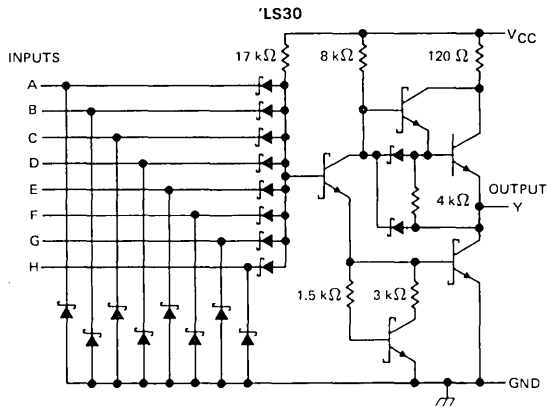 'LS30
VCC
INPUTS
17 kΩ
8 kΩ
120 Ω
A
B
C
D
E
F
G
H
4 kΩ
OUTPUT
Y
1.5 kΩ
3 kΩ
GND